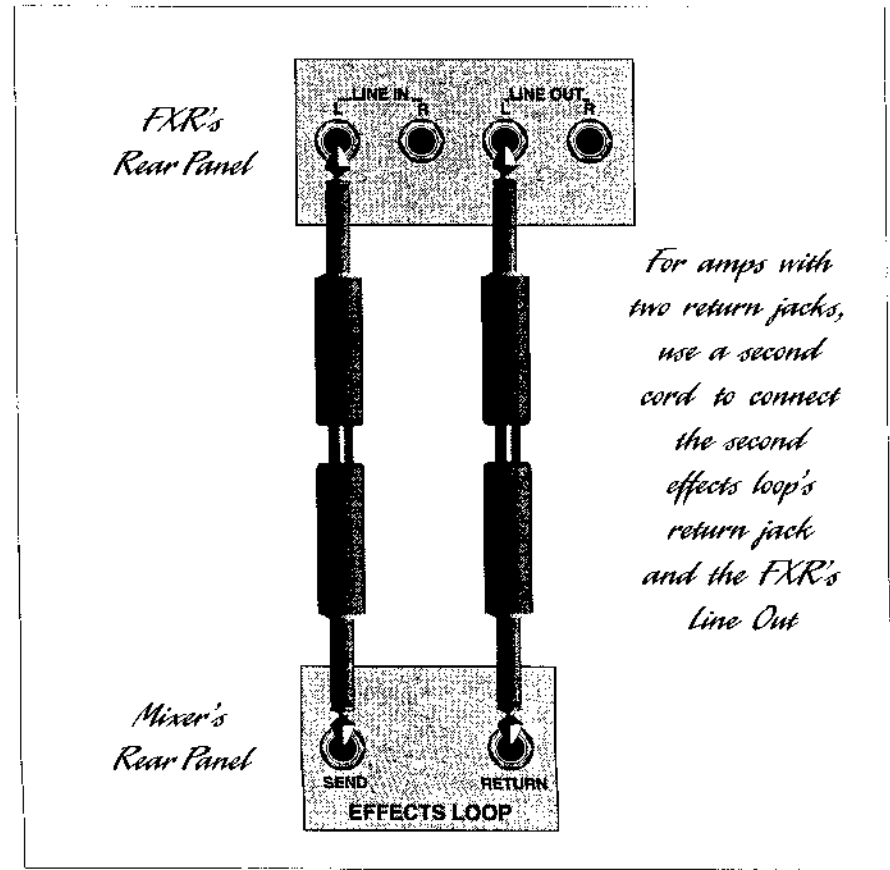 LINE IN
LINE OUT
L
R
L
R
FXR's
Rear Panel
For amps with
two return jacks,
use a second
cord to connect
the second
effects loop's
return jack
and the FXR's
Line Out
Mixer's
Rear Panel
SEND
RETURN
EFFECTS LOOP